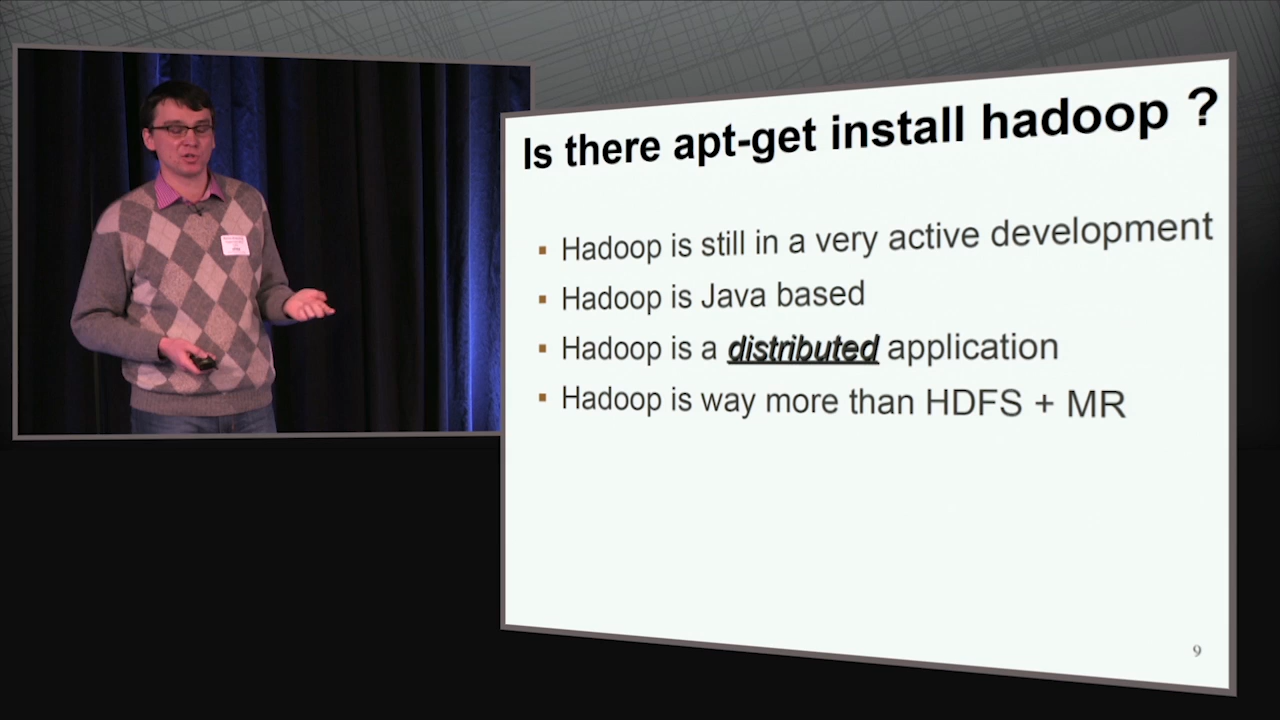 Is there apt-get install hadoop ?
▪ Hadoop is still in a very active development
▪ Hadoop is Java based
▪ Hadoop is a distributed application
▪ Hadoop is way more than HDFS + MR
9